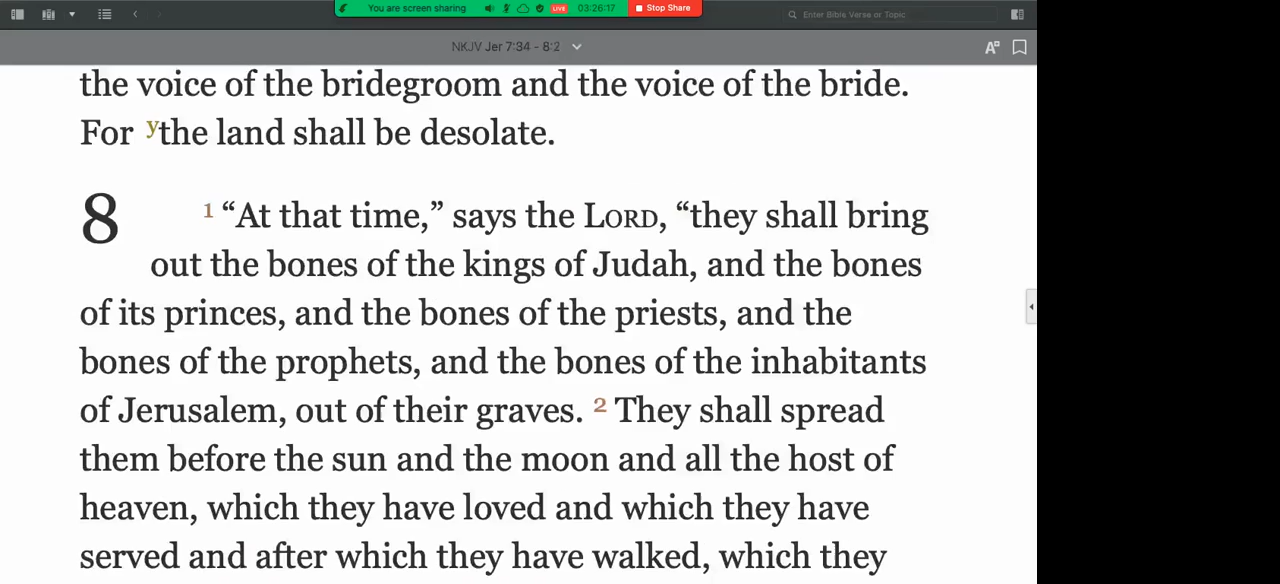 You are screen sharing LIVE 03:26:17 Stop Share
Enter Bible Verse or Topic
NKJV Jer 7:34 - 8:2
the voice of the bridegroom and the voice of the bride.
For ythe land shall be desolate.
8 1 “At that time,” says the LORD, “they shall bring
out the bones of the kings of Judah, and the bones
of its princes, and the bones of the priests, and the
bones of the prophets, and the bones of the inhabitants
of Jerusalem, out of their graves. 2 They shall spread
them before the sun and the moon and all the host of
heaven, which they have loved and which they have
served and after which they have walked, which they